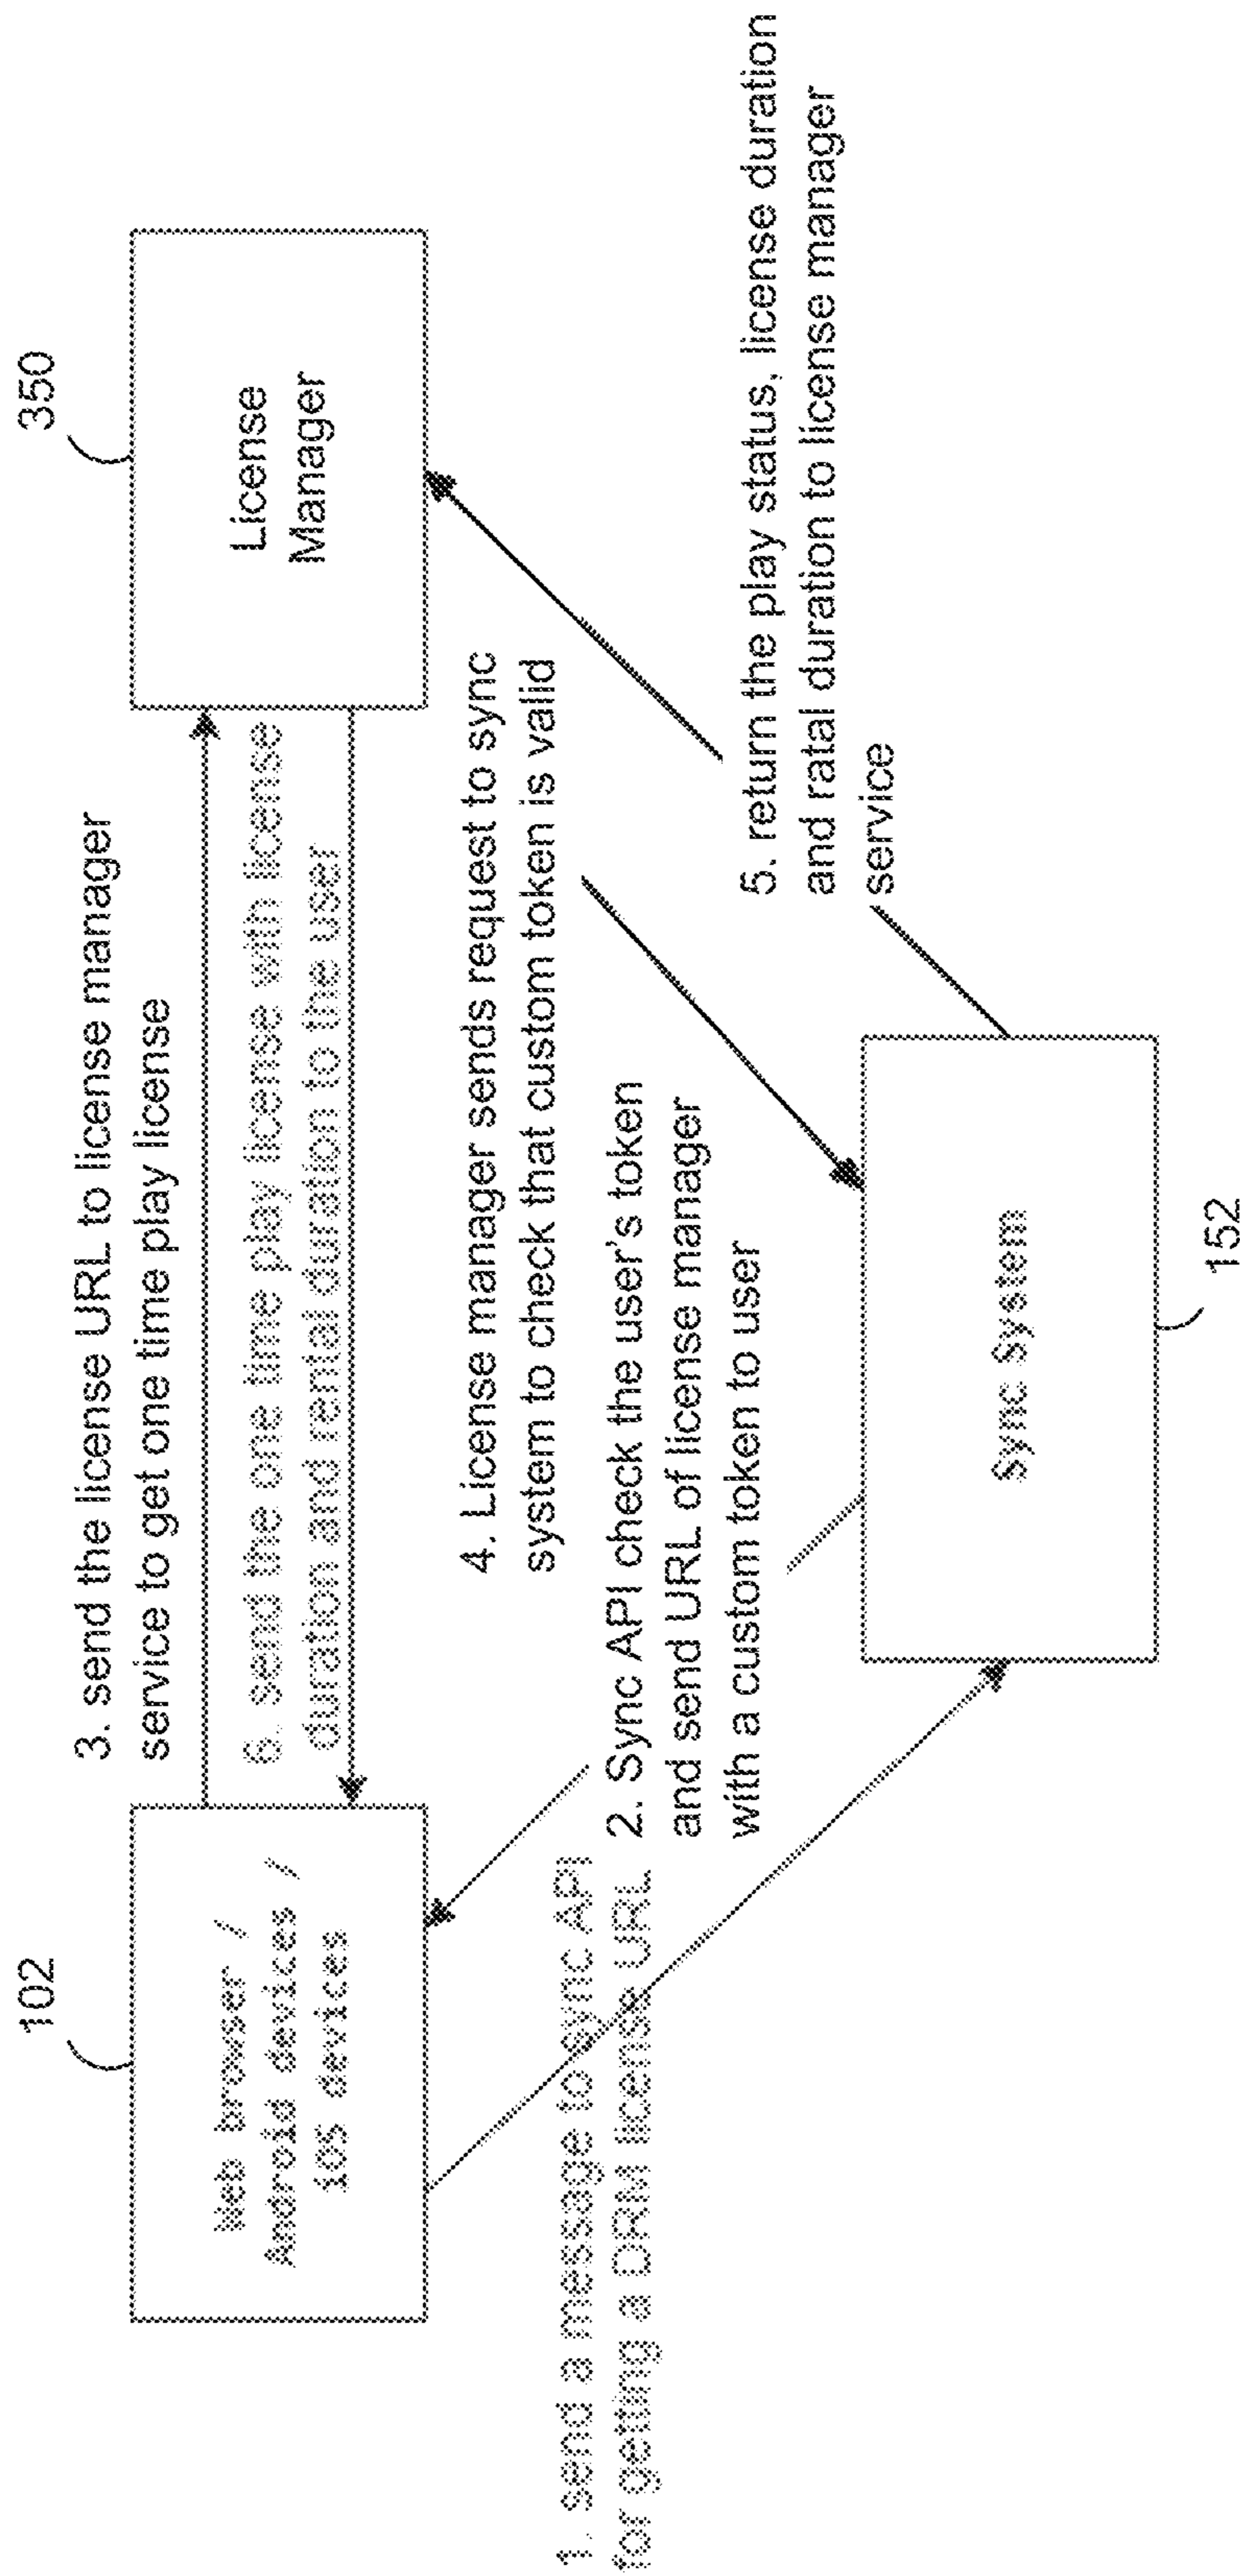 102
350
Web browser /
Android devices /
iOS devices
3. send the license URL to license manager
service to get one time play license
6. send the one time play license with license
duration and rental duration to the user
License
Manager
1. send a message to sync API
for getting a DRM license URL
2. Sync API check the user's token
and send URL of license manager
with a custom token to user
4. License manager sends request to sync
system to check that custom token is valid
5. return the play status, license duration
and ratal duration to license manager
service
Sync System
152